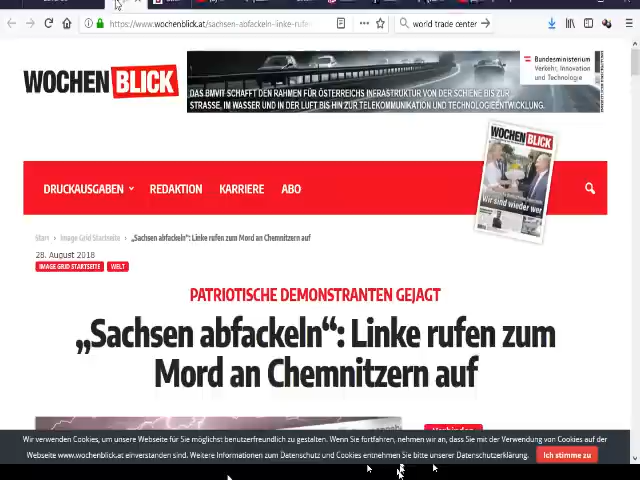 https://www.wochenblick.at/sachsen-abfackeln-linke-rufe
world trade center
WOCHENBLICK
DAS BMVIT SCHAFFT DEN RAHMEN FÜR ÖSTERREICHS INFRASTRUKTUR VON DER SCHIENE BIS ZUR
STRASSE, IM WASSER UND IN DER LUFT BIS HIN ZUR TELEKOMMUNIKATION UND TECHNOLOGIEENTWICKLUNG.
Bundesministerium
Verkehr, Innovation
und Technologie
WOCHENBLICK
Wir sind wieder wer
DRUCKAUSGABEN REDAKTION KARRIERE ABO
Start › Image Grid Startseite › „Sachsen abfackeln“: Linke rufen zum Mord an Chemnitzern auf
28. August 2018
IMAGE GRID STARTSEITE WELT
PATRIOTISCHE DEMONSTRANTEN GEJAGT
„Sachsen abfackeln“: Linke rufen zum
Mord an Chemnitzern auf
Verbinden
Wir verwenden Cookies, um unsere Webseite für Sie möglichst benutzerfreundlich zu gestalten. Wenn Sie fortfahren, nehmen wir an, dass Sie mit der Verwendung von Cookies auf der
Webseite www.wochenblick.at einverstanden sind. Weitere Informationen zum Datenschutz und Cookies entnehmen Sie bitte unserer Datenschutzerklärung.
Ich stimme zu